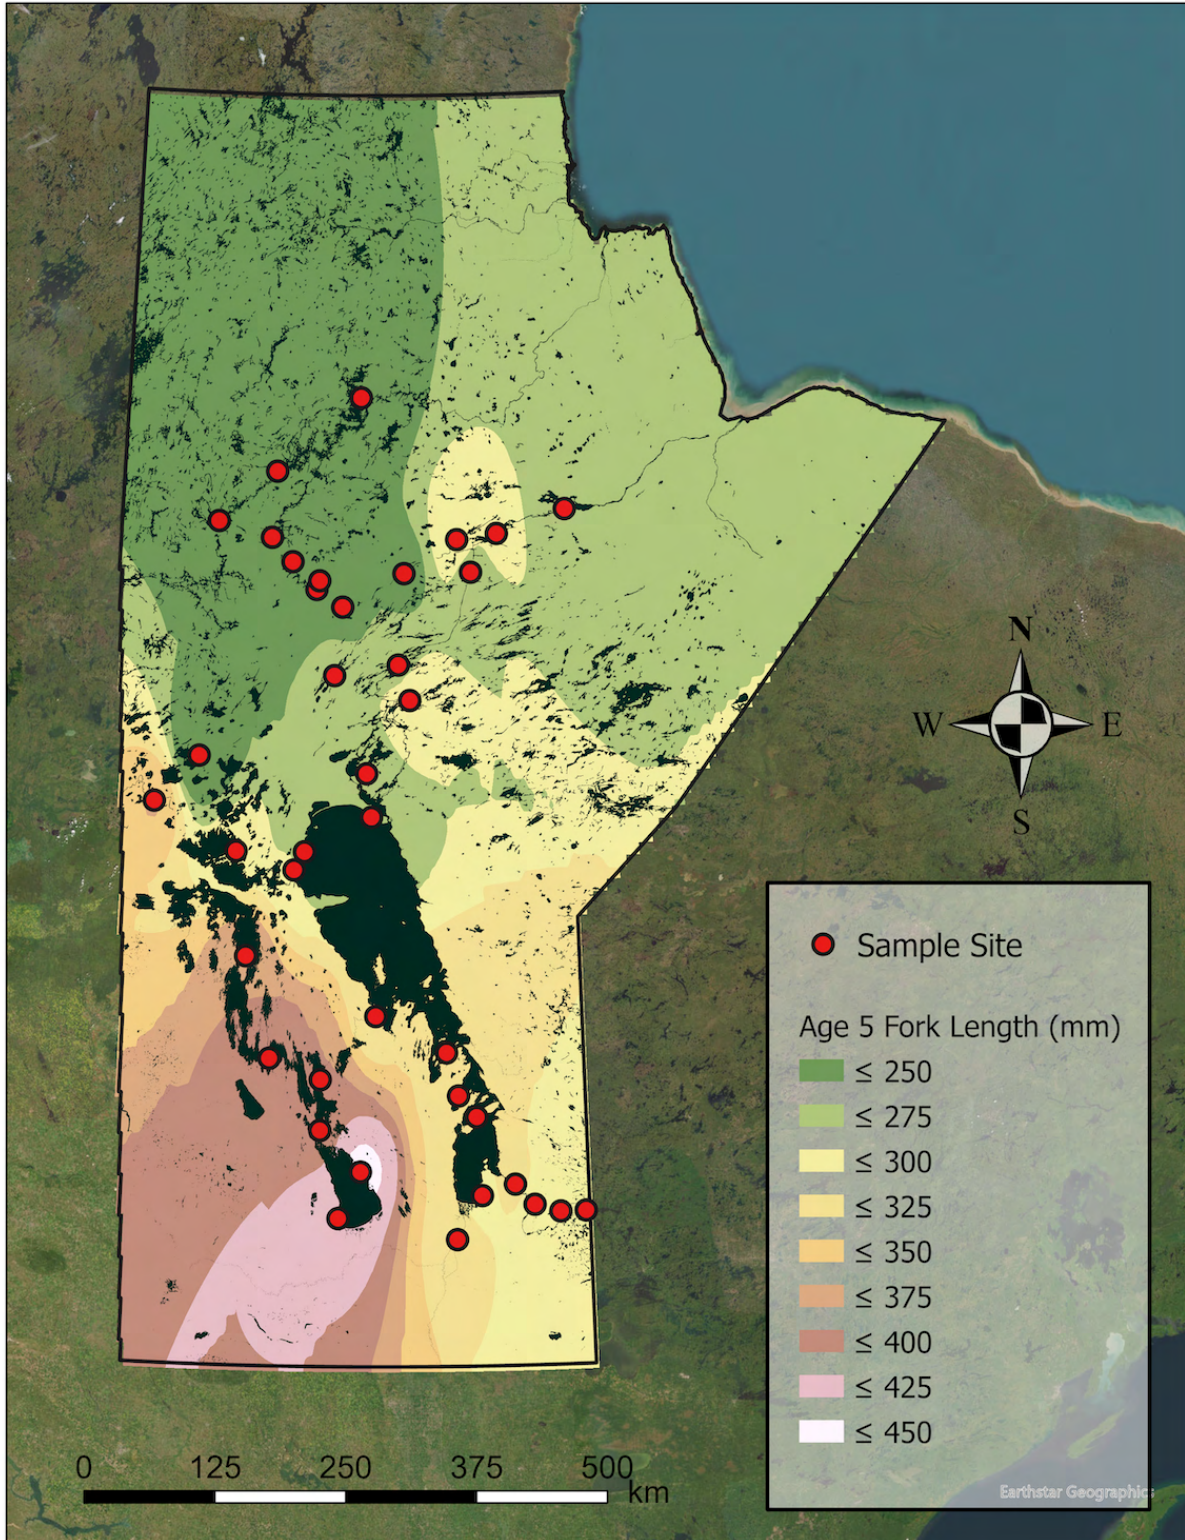 N
W E
S
Sample Site
Age 5 Fork Length (mm)
≤ 250
≤ 275
≤ 300
≤ 325
≤ 350
≤ 375
≤ 400
≤ 425
≤ 450
0 125 250 375 500
km
Earthstar Geographics